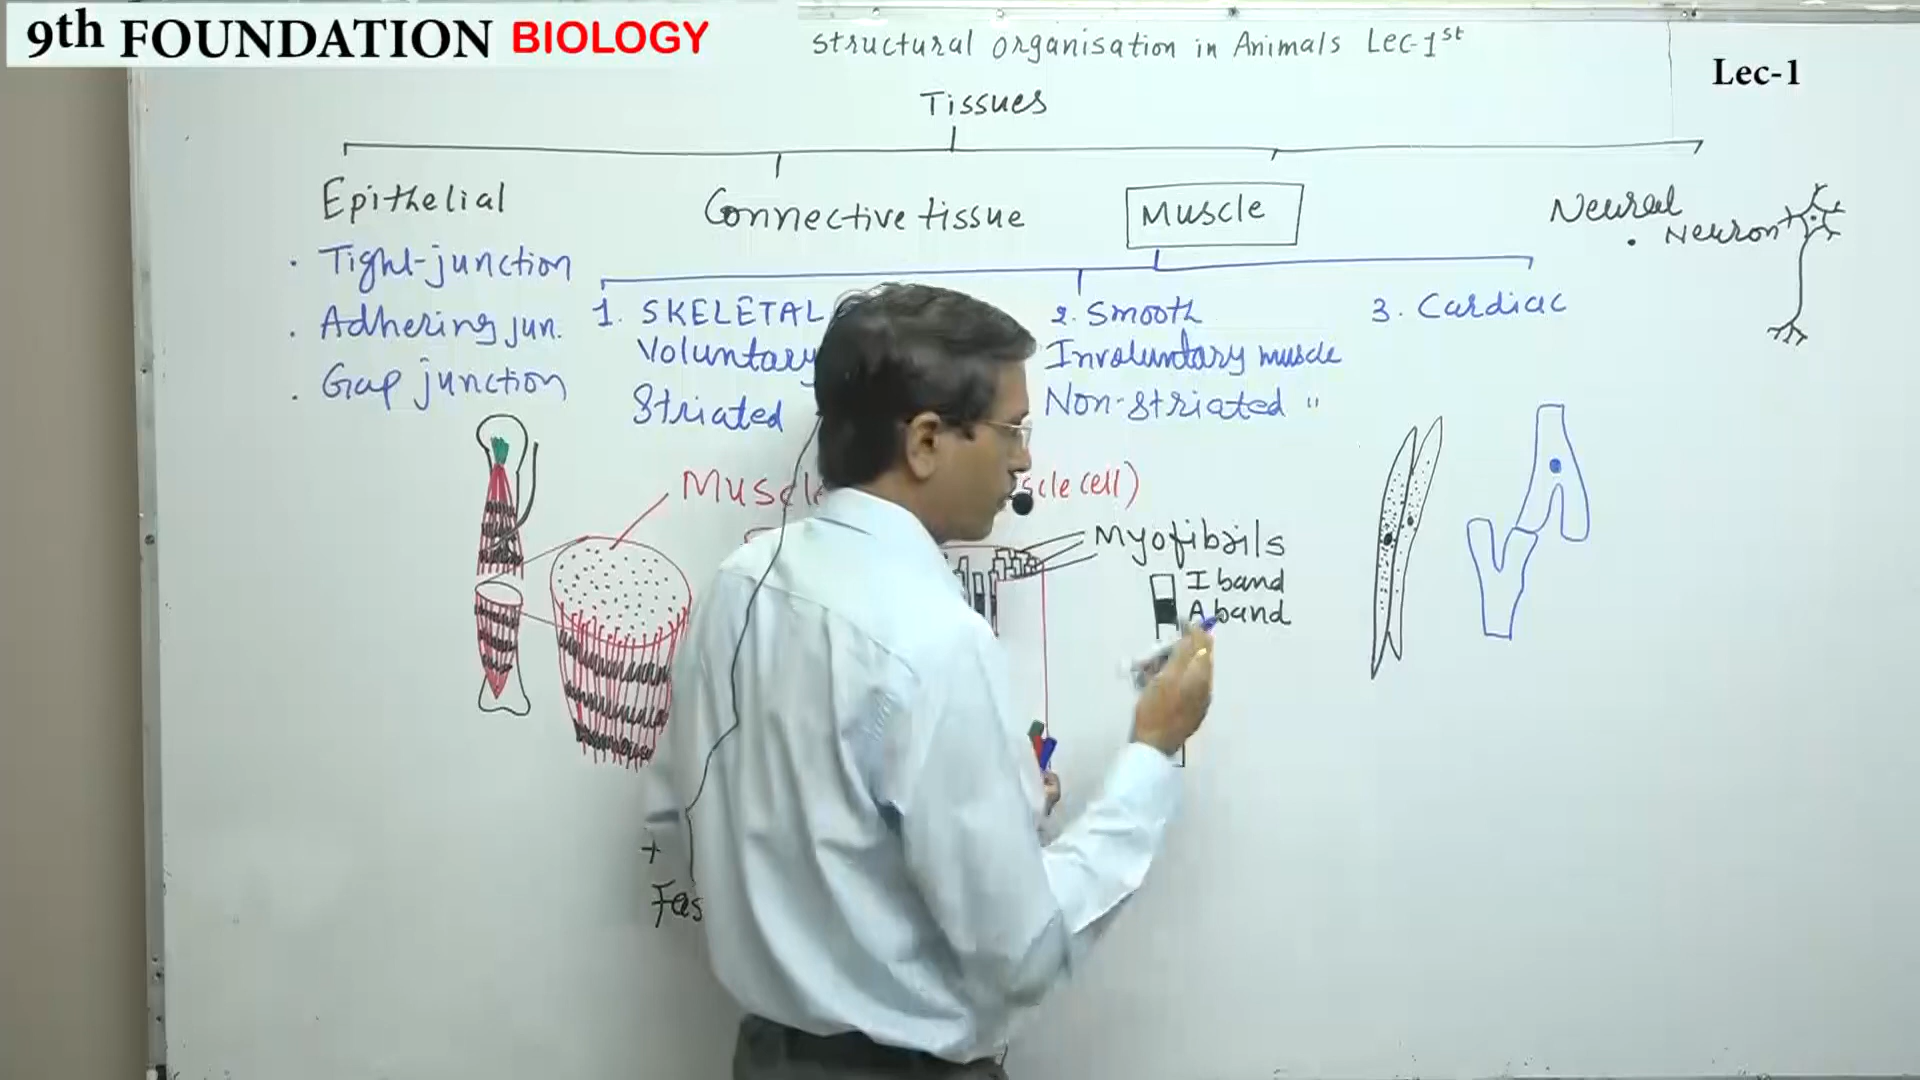 9th FOUNDATION BIOLOGY
structural organisation in Animals Lec-1st
Lec-1
Tissues
Epithelial
Connective tissue
Muscle
Neural
. Neuron
. Tight-junction
. Adhering jun.
. Gap junction
1. SKELETAL
Voluntary
Striated
2. Smooth
Involuntary muscle
Non-striated "
3. Cardiac
Muscle cell)
Myofibrils
I band
A band
+
Fas